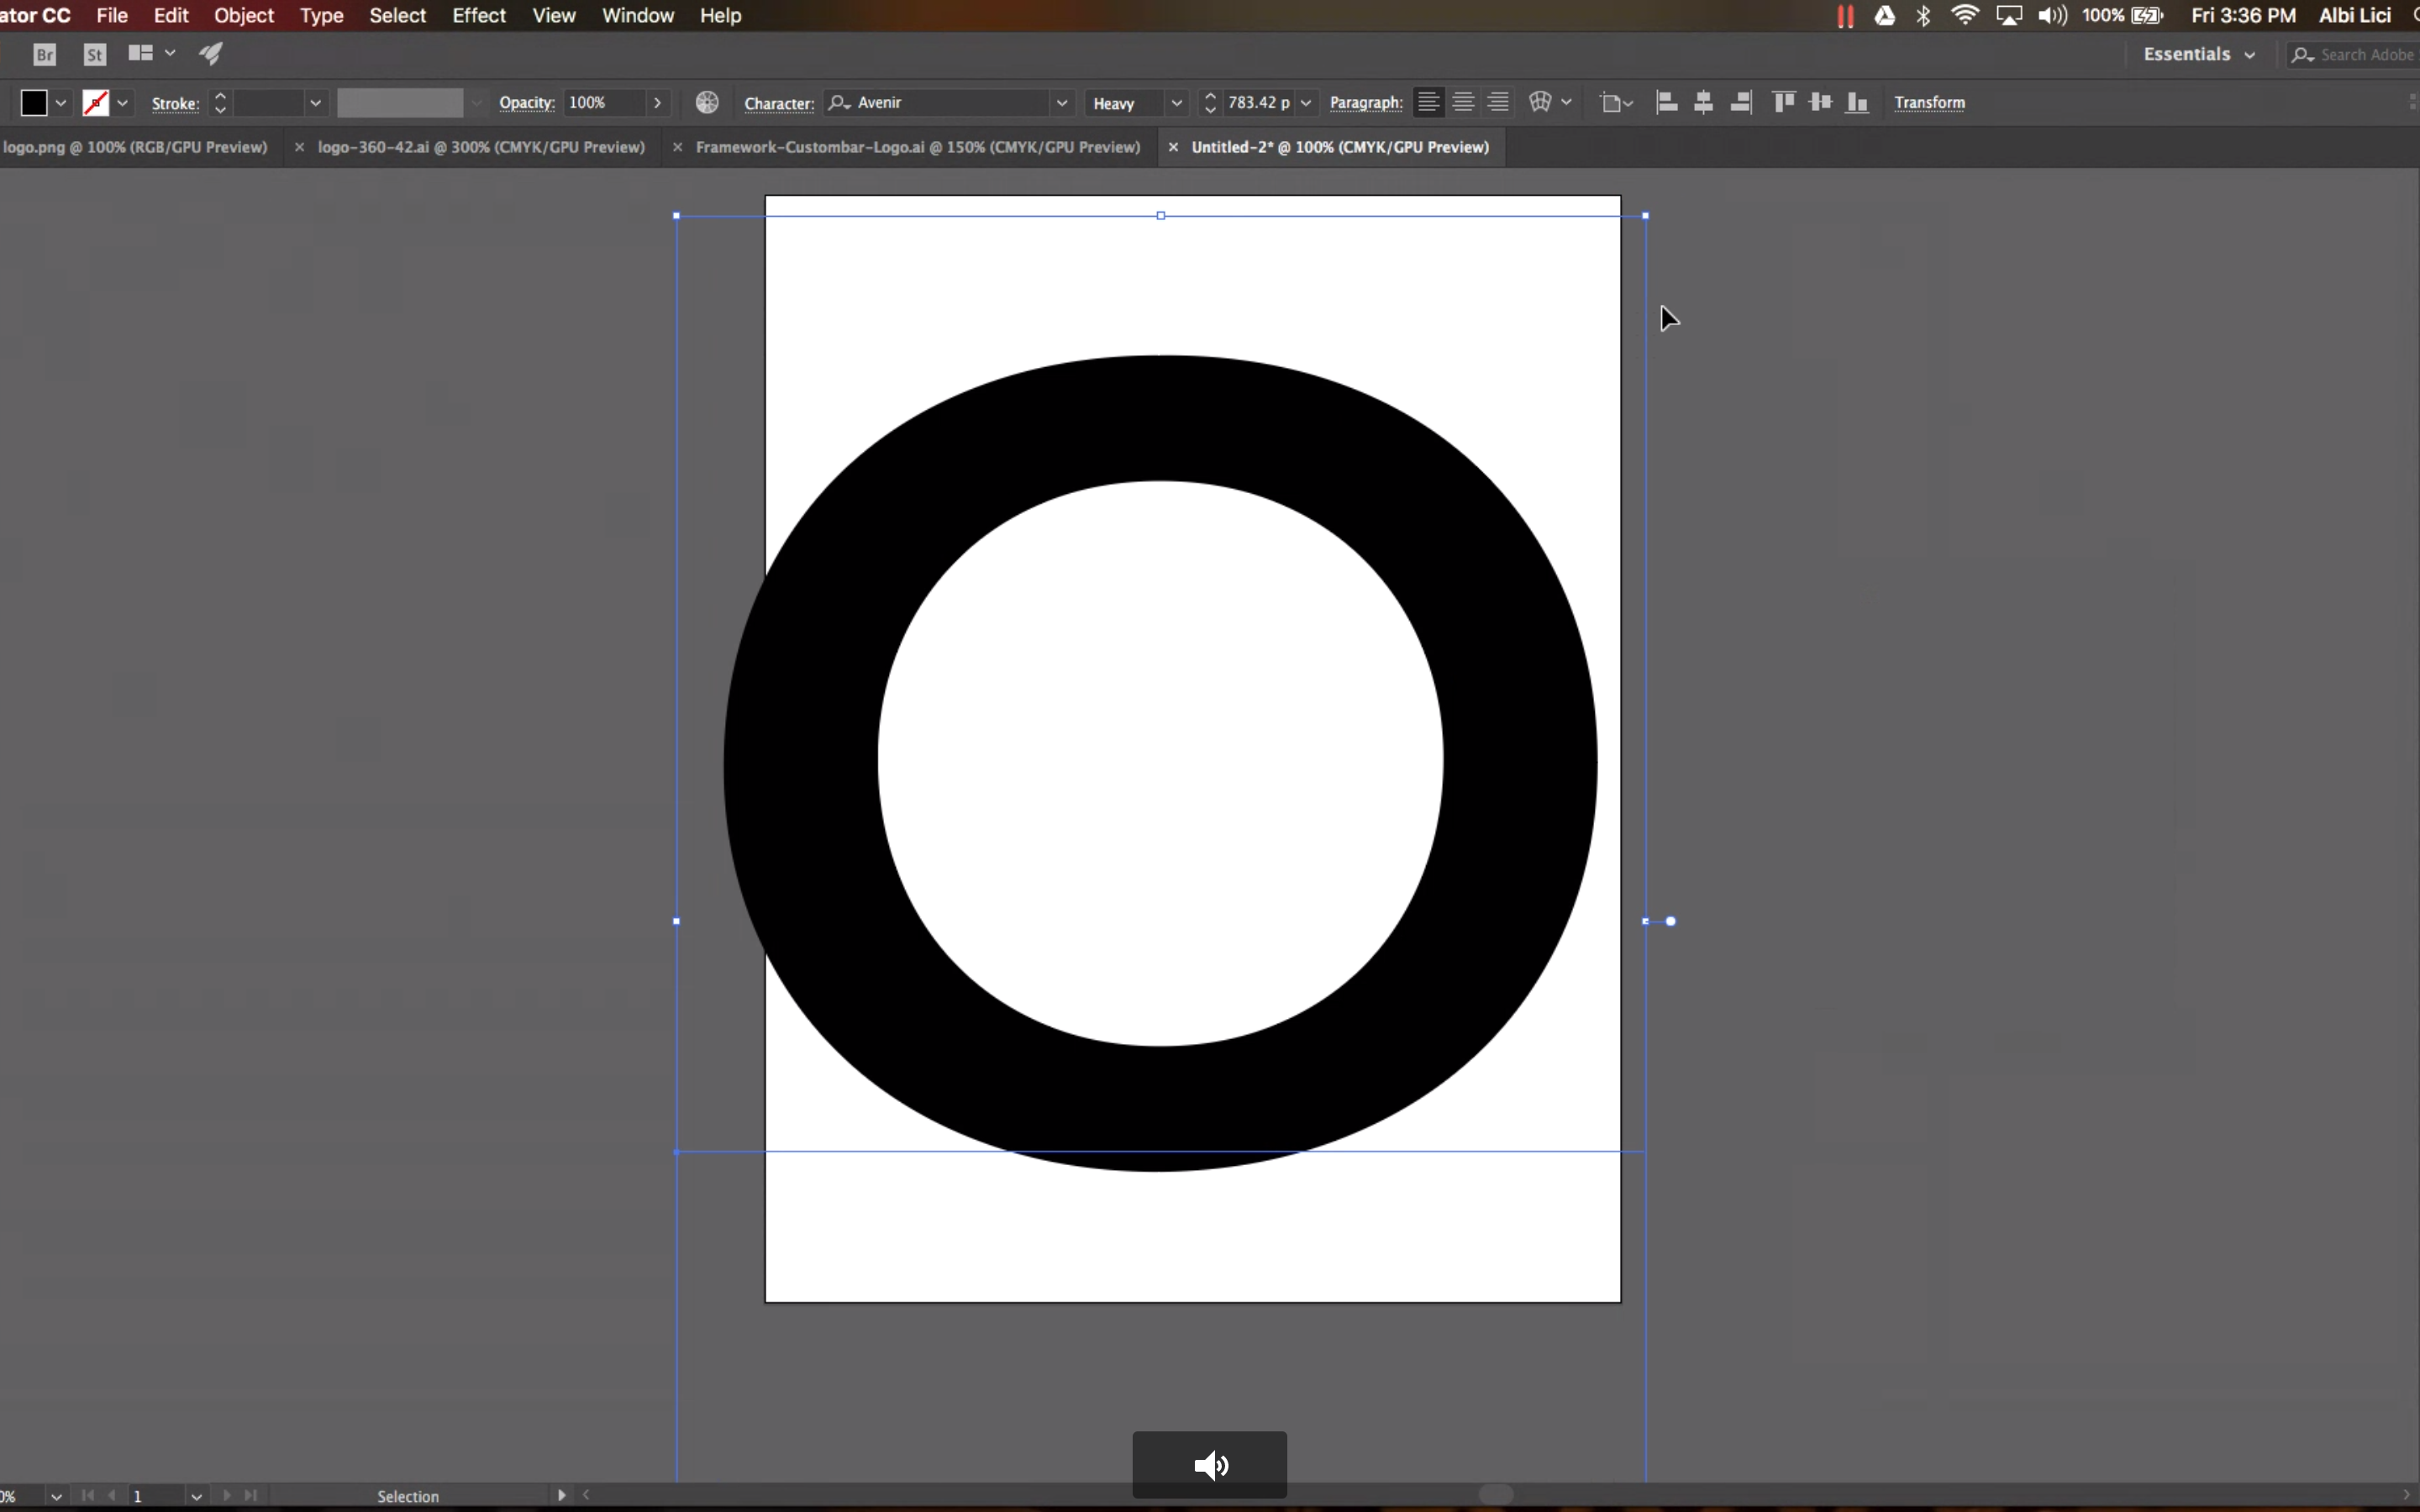 ator CC File Edit Object Type Select Effect View Window Help 100% Fri 3:36 PM Albi Lici
Br St Essentials Search Adobe
Stroke: Opacity: 100% Character: Avenir Heavy 783.42 p Paragraph: Transform
logo.png @ 100% (RGB/GPU Preview) × logo-360-42.ai @ 300% (CMYK/GPU Preview) × Framework-Custombar-Logo.ai @ 150% (CMYK/GPU Preview) × Untitled-2* @ 100% (CMYK/GPU Preview)
O
0% 1 Selection